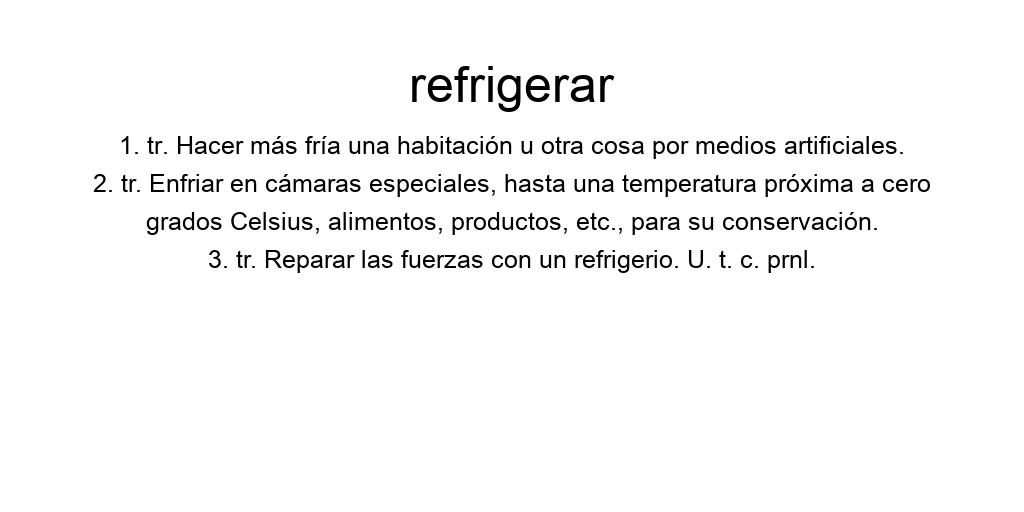 refrigerar
1. tr. Hacer más fría una habitación u otra cosa por medios artificiales.
2. tr. Enfriar en cámaras especiales, hasta una temperatura próxima a cero
grados Celsius, alimentos, productos, etc., para su conservación.
3. tr. Reparar las fuerzas con un refrigerio. U. t. c. prnl.